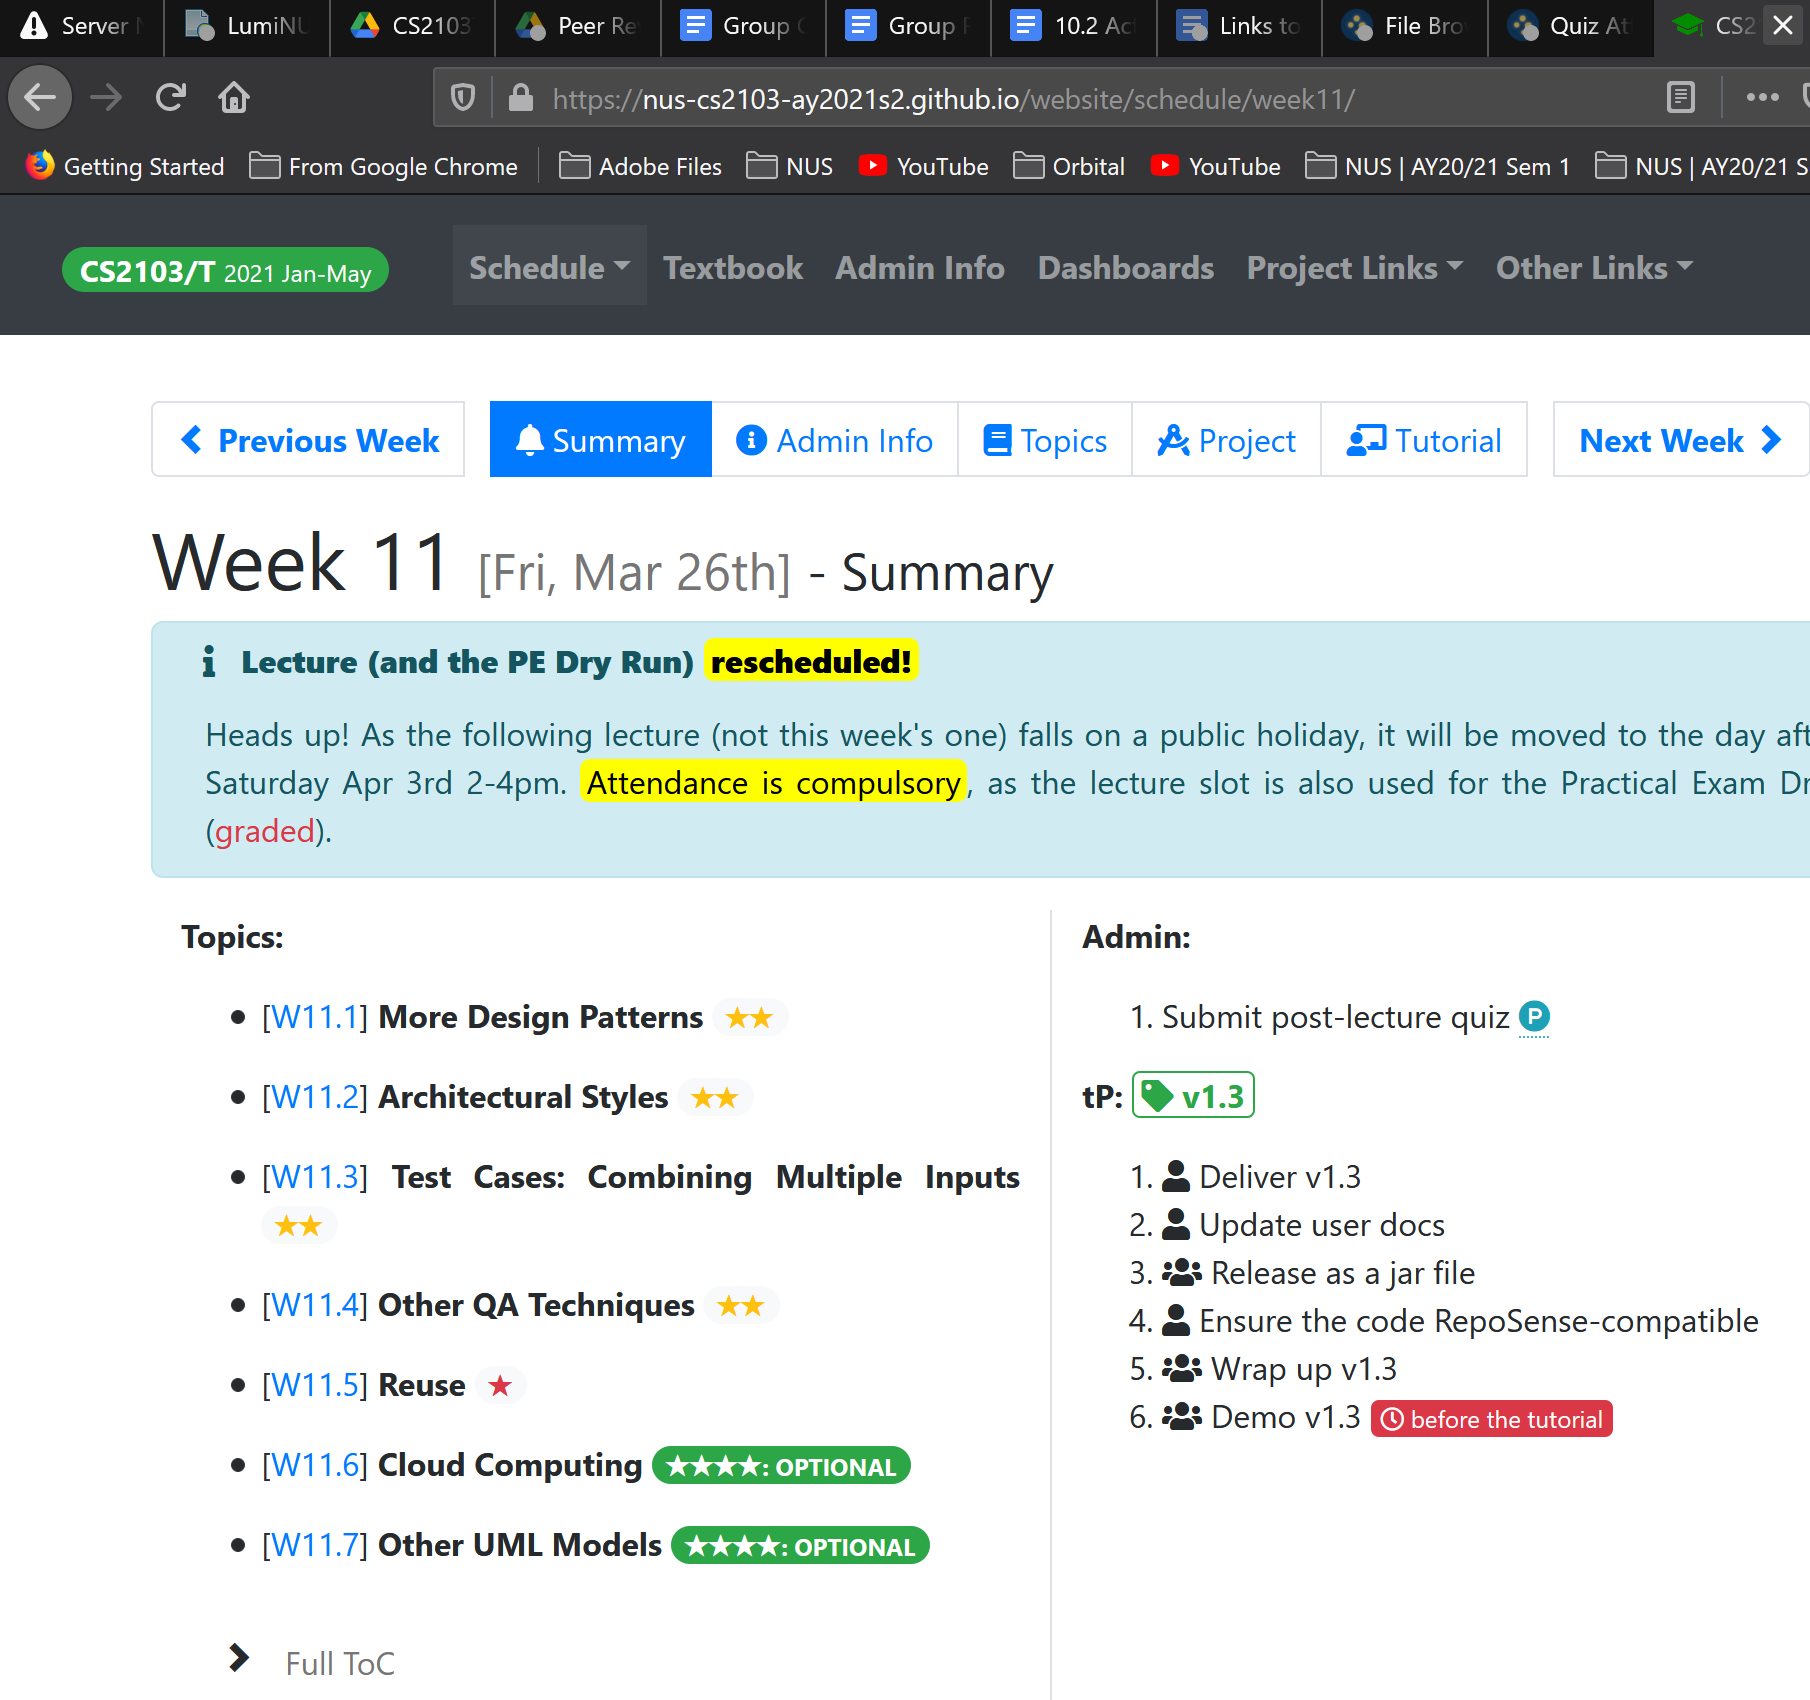 Server LumiNU CS2103 Peer Re Group Group 10.2 Ac Links to File Bro Quiz At CS2
https://nus-cs2103-ay2021s2.github.io/website/schedule/week11/
Getting Started From Google Chrome Adobe Files NUS YouTube Orbital YouTube NUS | AY20/21 Sem 1 NUS | AY20/21 S
CS2103/T 2021 Jan-May Schedule Textbook Admin Info Dashboards Project Links Other Links
Previous Week Summary Admin Info Topics Project Tutorial Next Week
Week 11 [Fri, Mar 26th] - Summary
Lecture (and the PE Dry Run) rescheduled!
Heads up! As the following lecture (not this week's one) falls on a public holiday, it will be moved to the day aft
Saturday Apr 3rd 2-4pm. Attendance is compulsory, as the lecture slot is also used for the Practical Exam Dr
(graded).
Topics:
• [W11.1] More Design Patterns ★★
• [W11.2] Architectural Styles ★★
• [W11.3] Test Cases: Combining Multiple Inputs
★★
• [W11.4] Other QA Techniques ★★
• [W11.5] Reuse ★
• [W11.6] Cloud Computing ★★★★: OPTIONAL
• [W11.7] Other UML Models ★★★★: OPTIONAL
Full ToC
Admin:
1. Submit post-lecture quiz P
tP: v1.3
1. Deliver v1.3
2. Update user docs
3. Release as a jar file
4. Ensure the code RepoSense-compatible
5. Wrap up v1.3
6. Demo v1.3 before the tutorial